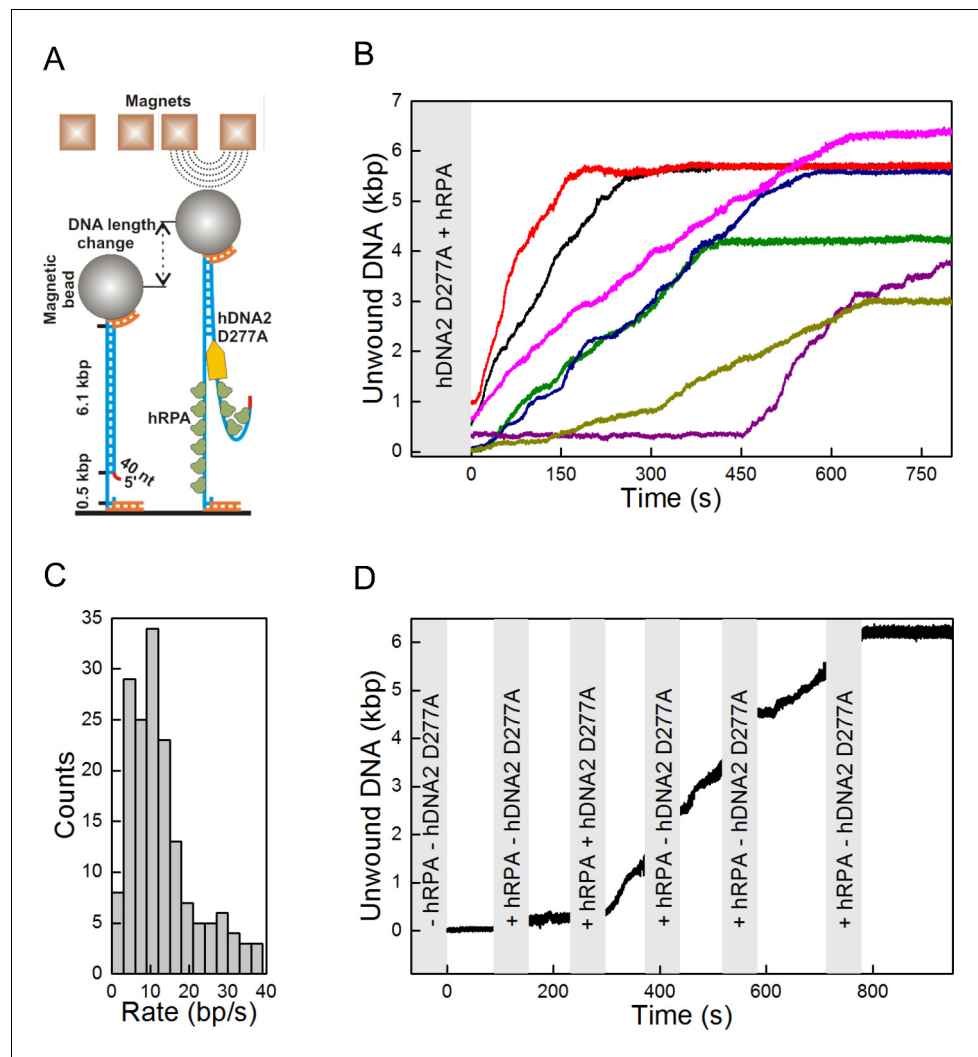 A
Magnets
DNA length
change
Magnetic
bead
hDNA2
D277A
6.1 kbp
hRPA
40 nt
5'
0.5 kbp
B
Unwound DNA (kbp)
7
6
5
4
3
2
1
0
hDNA2 D277A + hRPA
0 150 300 450 600 750
Time (s)
C
Counts
35
30
25
20
15
10
5
0
0 10 20 30 40
Rate (bp/s)
D
Unwound DNA (kbp)
6
5
4
3
2
1
0
- hRPA - hDNA2 D277A
+ hRPA - hDNA2 D277A
+ hRPA + hDNA2 D277A
+ hRPA - hDNA2 D277A
+ hRPA - hDNA2 D277A
+ hRPA - hDNA2 D277A
0 200 400 600 800
Time (s)